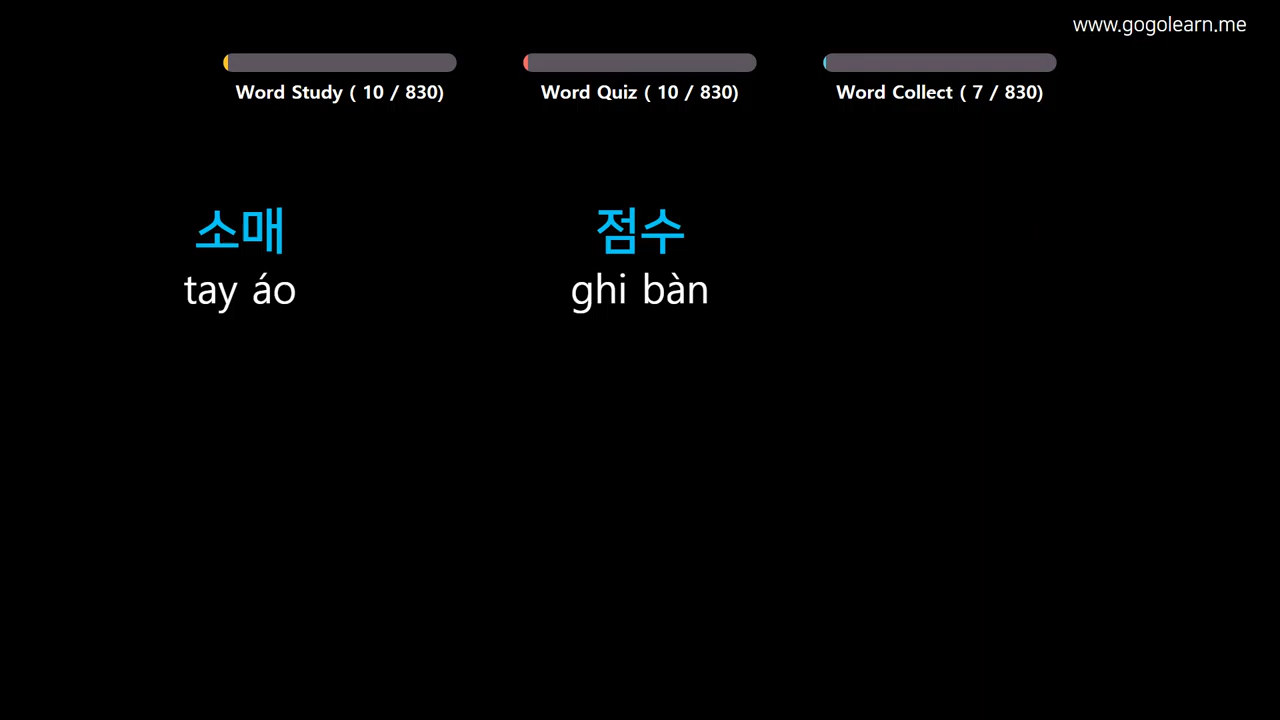 www.gogolearn.me
Word Study ( 10 / 830)
Word Quiz ( 10 / 830)
Word Collect ( 7 / 830)
소매
tay áo
점수
ghi bàn